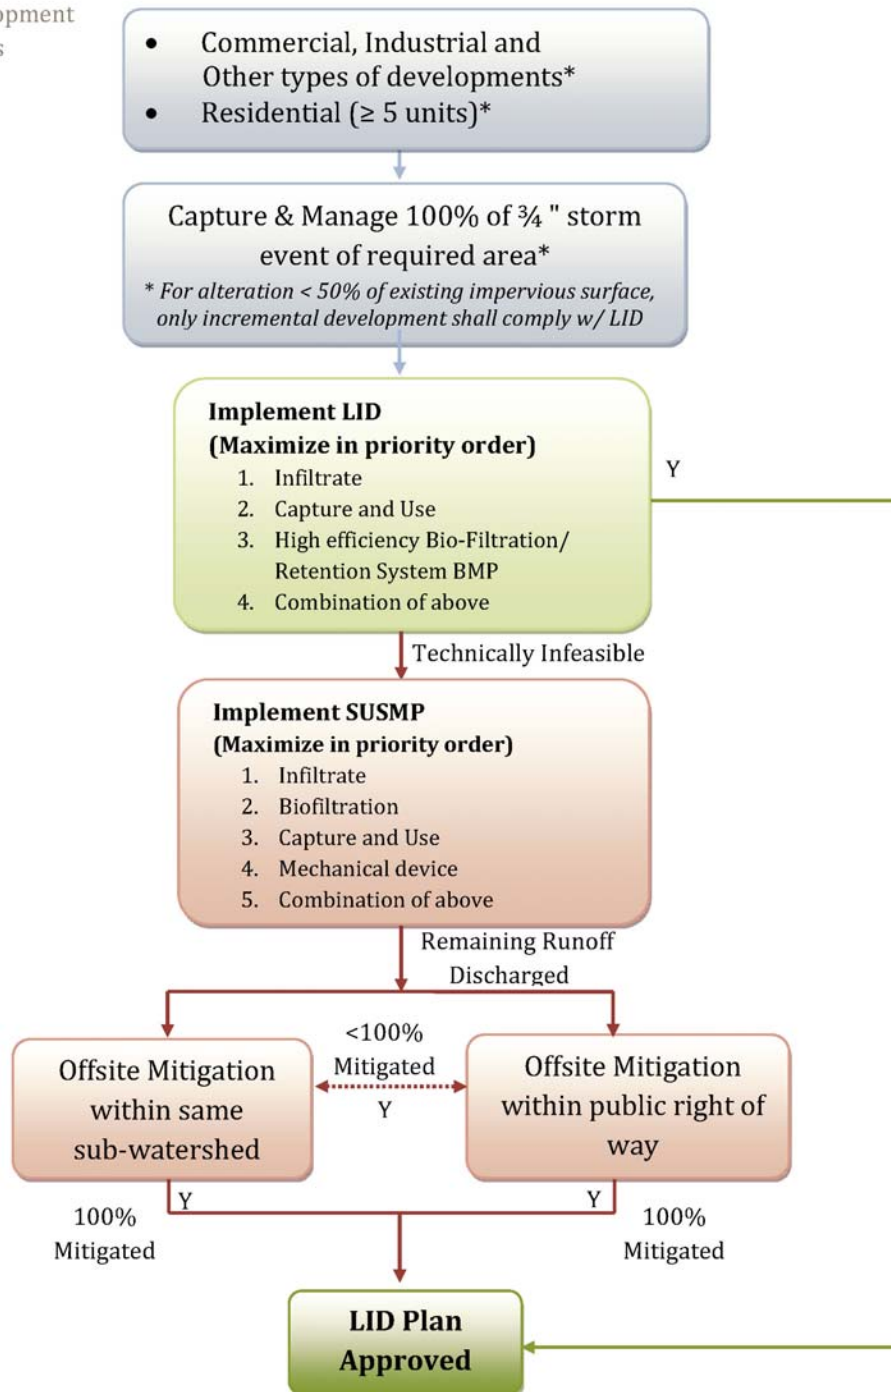 • Commercial, Industrial and
Other types of developments*
• Residential (≥ 5 units)*
Capture & Manage 100% of ¾ " storm
event of required area*
* For alteration < 50% of existing impervious surface,
only incremental development shall comply w/ LID
Implement LID
(Maximize in priority order)
1. Infiltrate
2. Capture and Use
3. High efficiency Bio-Filtration/
Retention System BMP
4. Combination of above
Y
Technically Infeasible
Implement SUSMP
(Maximize in priority order)
1. Infiltrate
2. Biofiltration
3. Capture and Use
4. Mechanical device
5. Combination of above
Remaining Runoff
Discharged
Offsite Mitigation
within same
sub-watershed
<100%
Mitigated
Y
Offsite Mitigation
within public right of
way
Y
100%
Mitigated
Y
100%
Mitigated
LID Plan
Approved